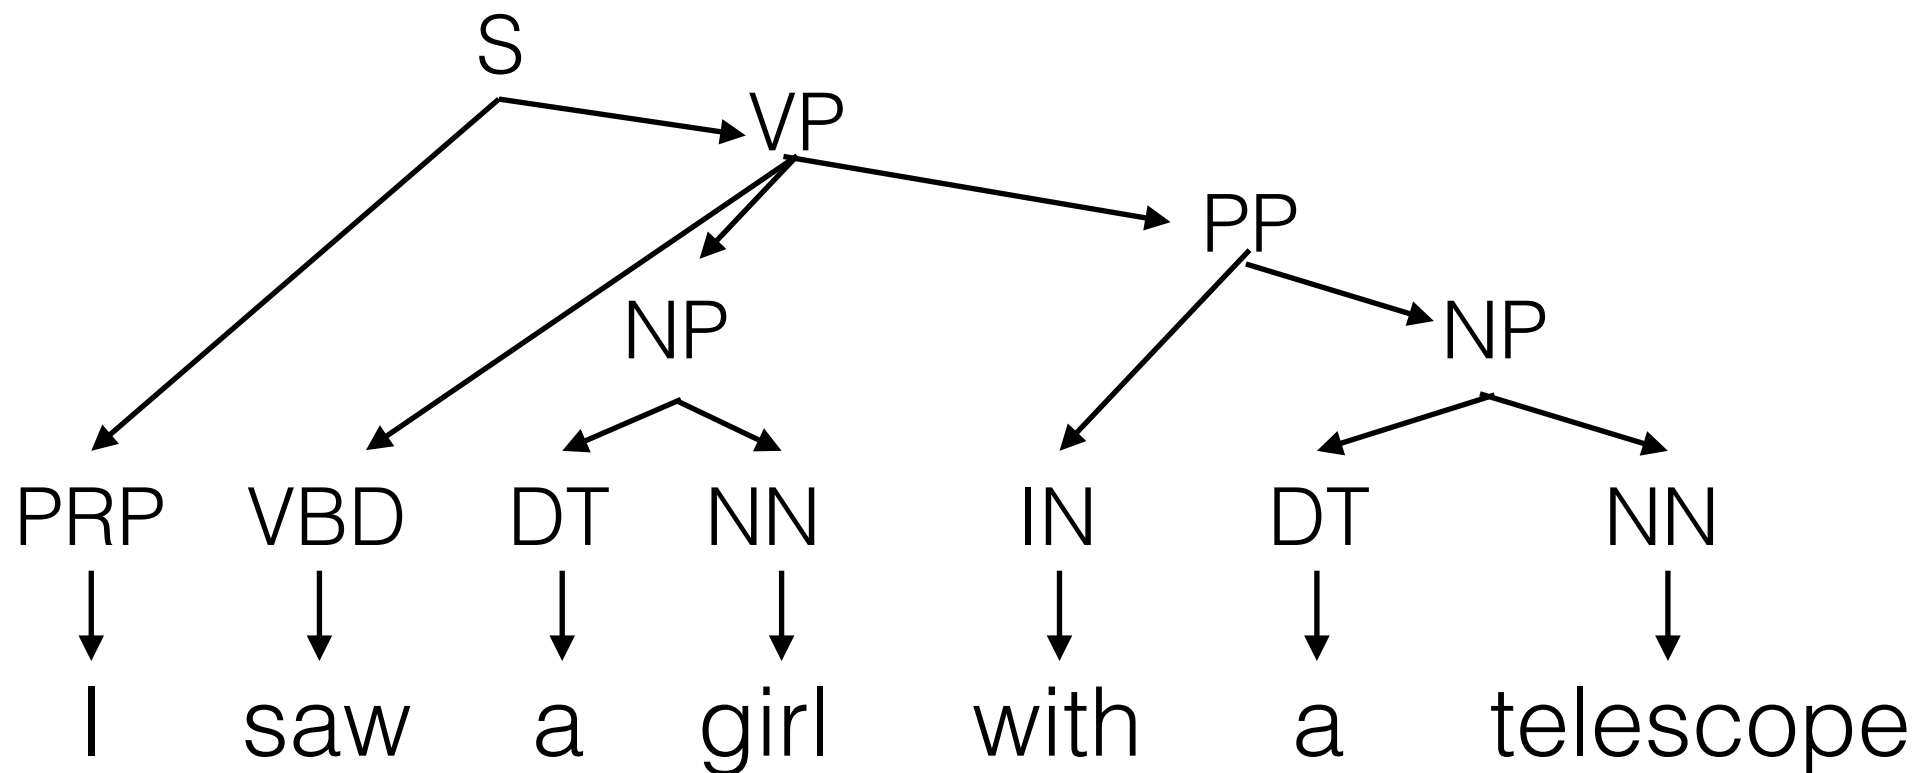 S
VP
PP
NP NP
PRP VBD DT NN IN DT NN
I saw a girl with a telescope